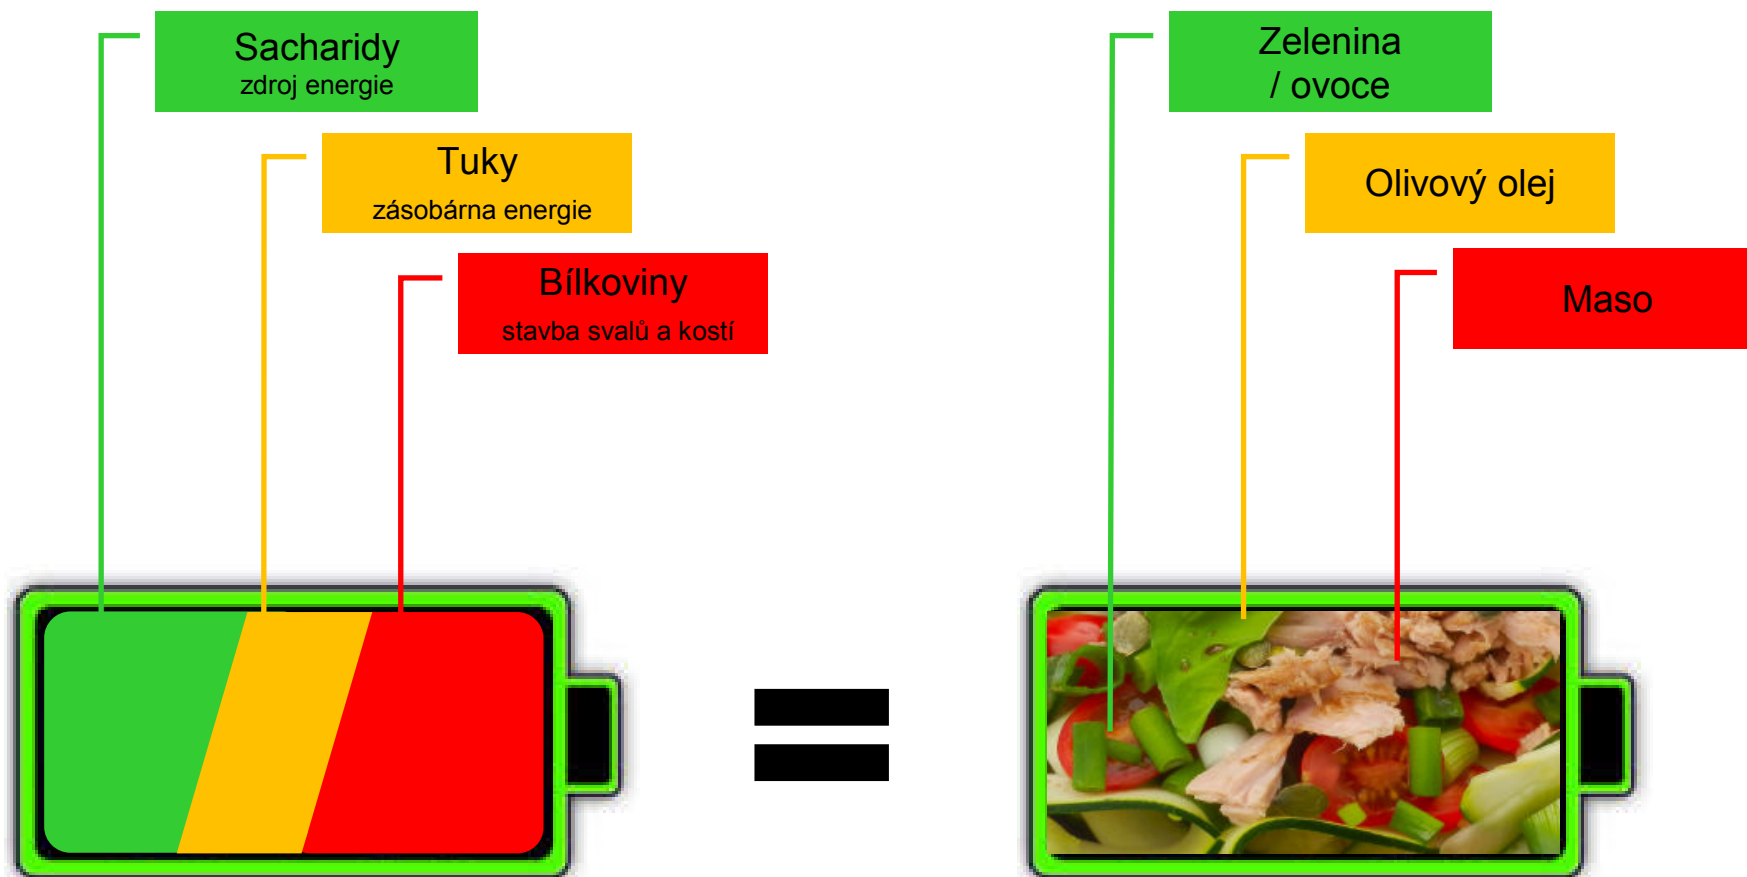 Sacharidy
zdroj energie
Tuky
zásobárna energie
Bílkoviny
stavba svalů a kostí
Zelenina
/ ovoce
Olivový olej
Maso